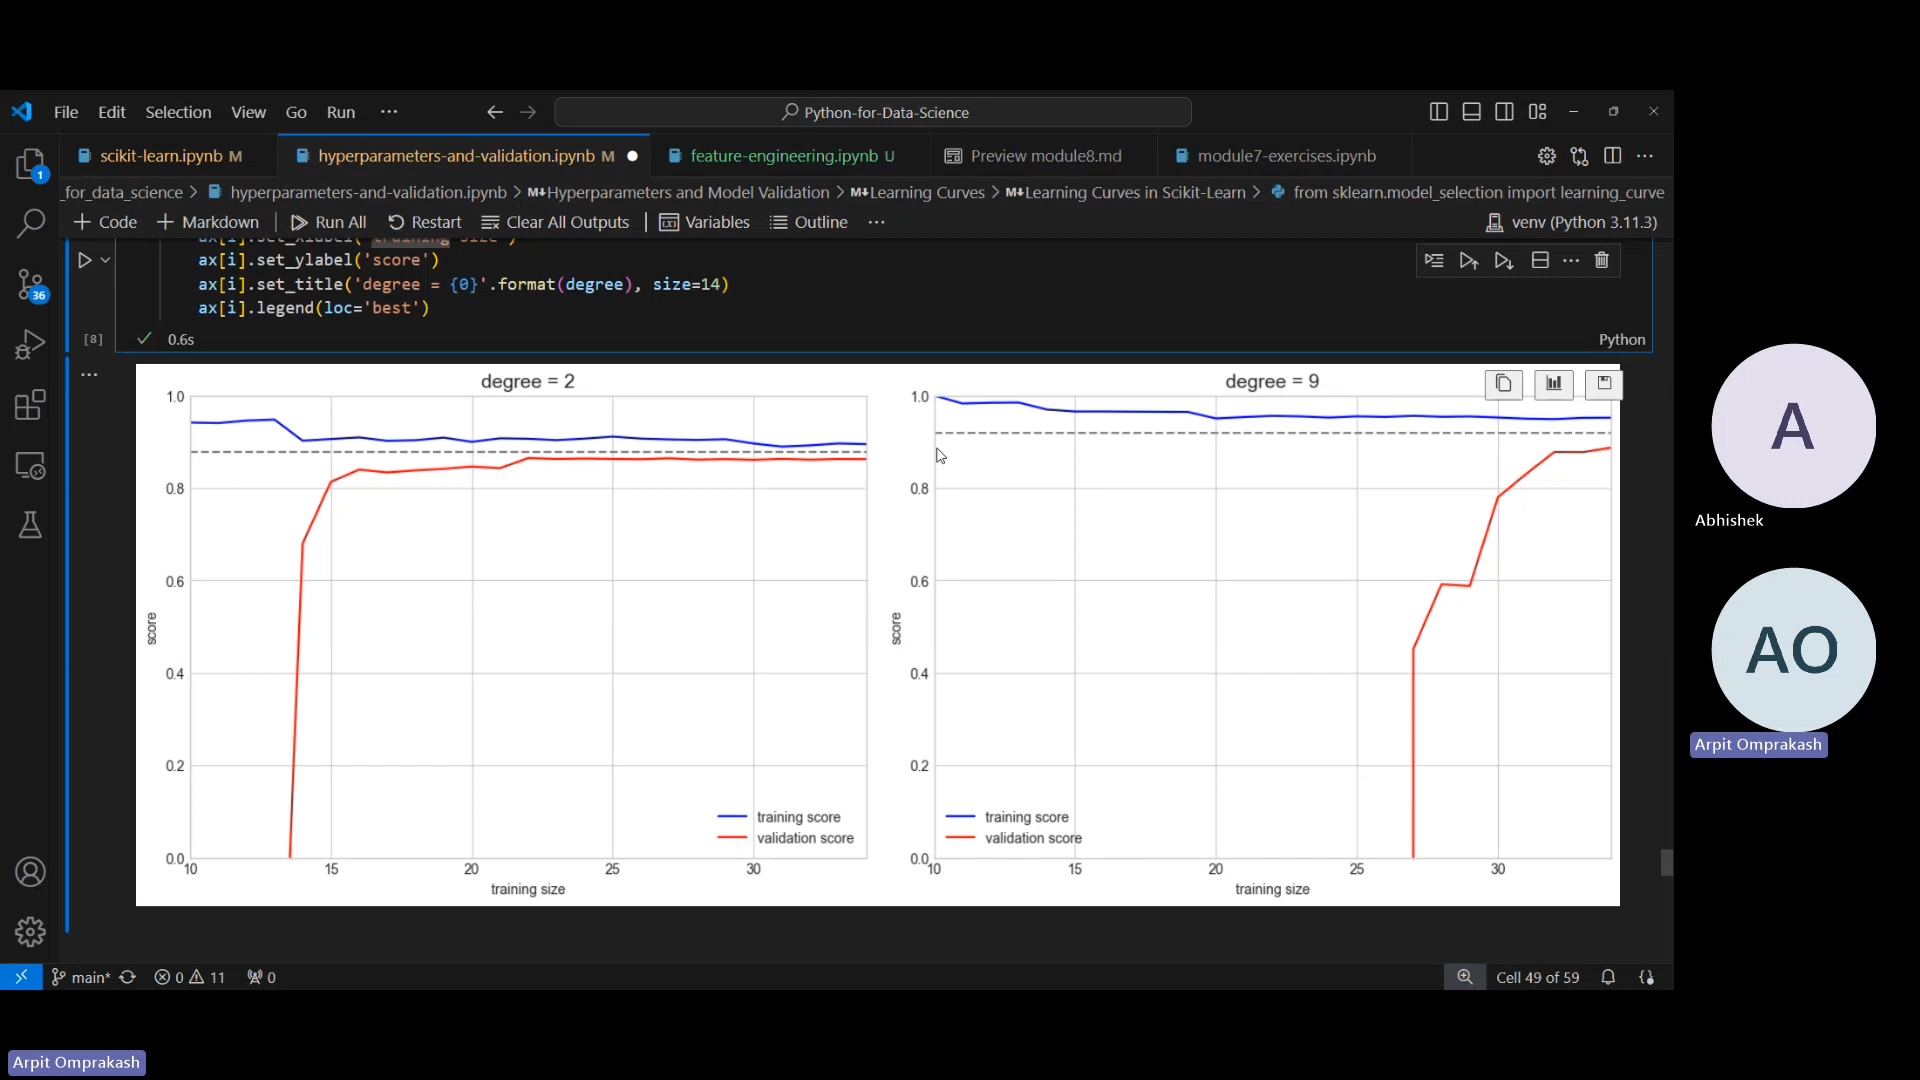 File Edit Selection View Go Run ··· Python-for-Data-Science
scikit-learn.ipynb M hyperparameters-and-validation.ipynb M feature-engineering.ipynb U Preview module8.md module7-exercises.ipynb
_for_data_science > hyperparameters-and-validation.ipynb > M↓Hyperparameters and Model Validation > M↓Learning Curves > M↓Learning Curves in Scikit-Learn > from sklearn.model_selection import learning_curve
+ Code + Markdown Run All Restart Clear All Outputs Variables Outline ··· venv (Python 3.11.3)
ax[i].set_xlabel('training size')
ax[i].set_ylabel('score')
ax[i].set_title('degree = {0}'.format(degree), size=14)
ax[i].legend(loc='best')
[8] 0.6s Python
degree = 2
1.0
0.8
0.6
0.4
0.2
0.0
score
10 15 20 25 30
training size
training score
validation score
degree = 9
1.0
0.8
0.6
0.4
0.2
0.0
score
10 15 20 25 30
training size
training score
validation score
1
36
main* 0 11 0 Cell 49 of 59
A
Abhishek
AO
Arpit Omprakash
Arpit Omprakash